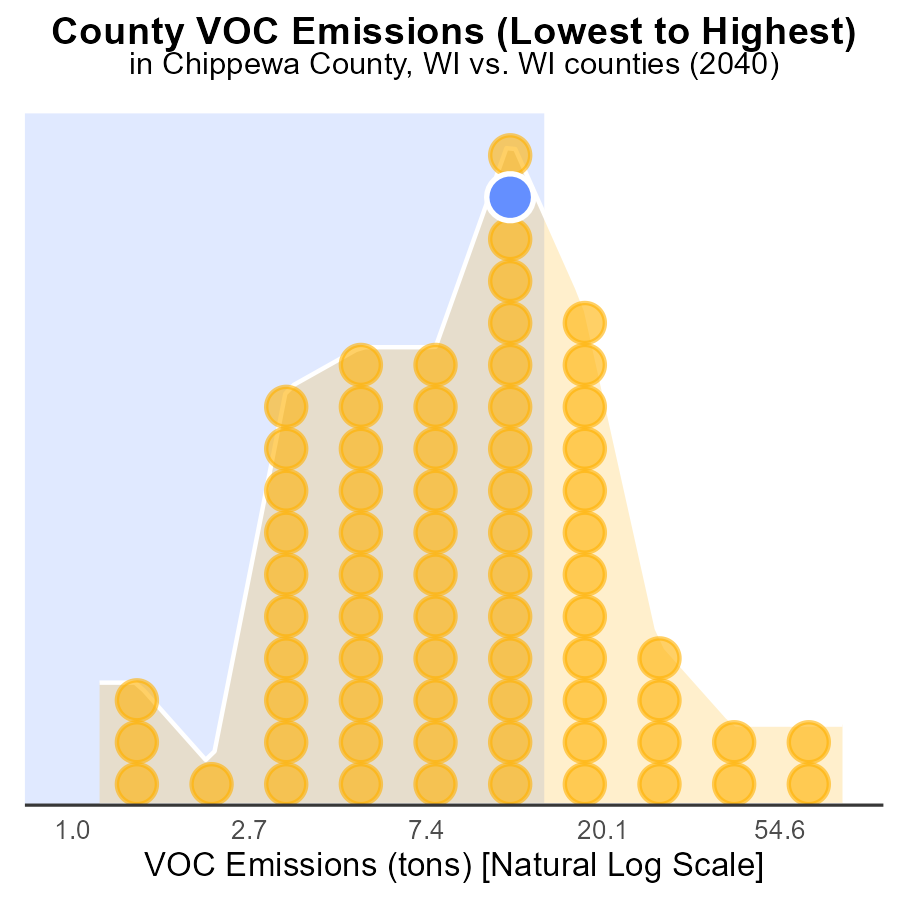 County VOC Emissions (Lowest to Highest)
in Chippewa County, WI vs. WI counties (2040)
1.0 2.7 7.4 20.1 54.6
VOC Emissions (tons) [Natural Log Scale]